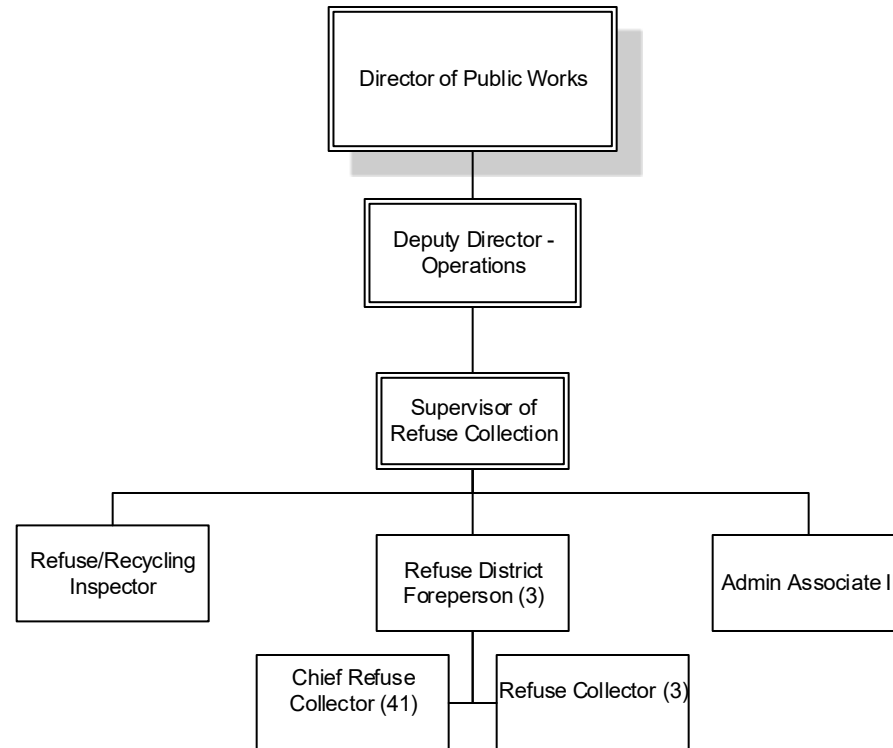 Director of Public Works
Deputy Director -
Operations
Supervisor of
Refuse Collection
Refuse/Recycling
Inspector
Refuse District
Foreperson (3)
Admin Associate I
Chief Refuse
Collector (41)
Refuse Collector (3)